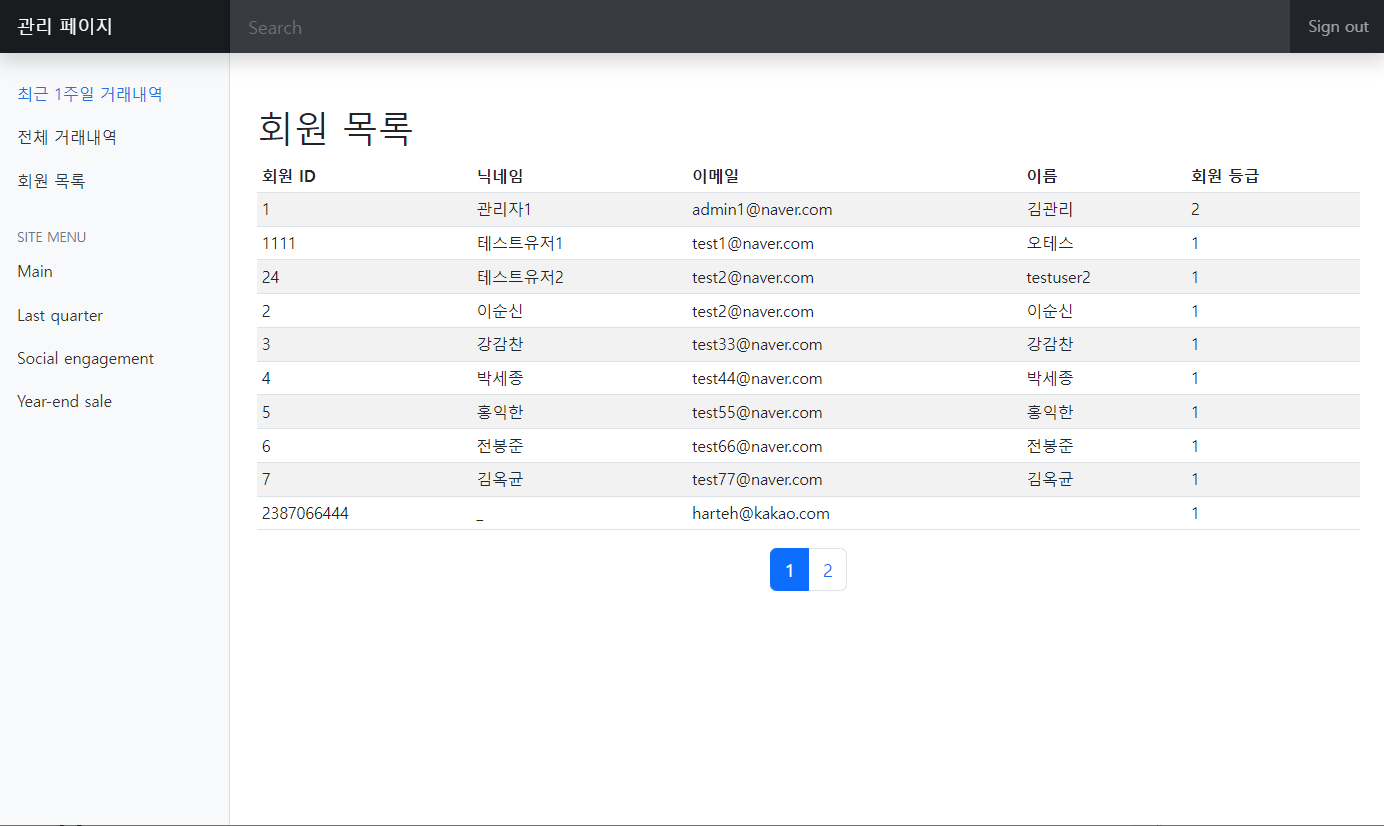 관리 페이지 Search Sign out
최근 1주일 거래내역
전체 거래내역
회원 목록
SITE MENU
Main
Last quarter
Social engagement
Year-end sale
회원 목록
회원 ID 닉네임 이메일 이름 회원 등급
1 관리자1 admin1@naver.com 김관리 2
1111 테스트유저1 test1@naver.com 오테스 1
24 테스트유저2 test2@naver.com testuser2 1
2 이순신 test2@naver.com 이순신 1
3 강감찬 test33@naver.com 강감찬 1
4 박세종 test44@naver.com 박세종 1
5 홍익한 test55@naver.com 홍익한 1
6 전봉준 test66@naver.com 전봉준 1
7 김옥균 test77@naver.com 김옥균 1
2387066444 _ harteh@kakao.com 1
1 2